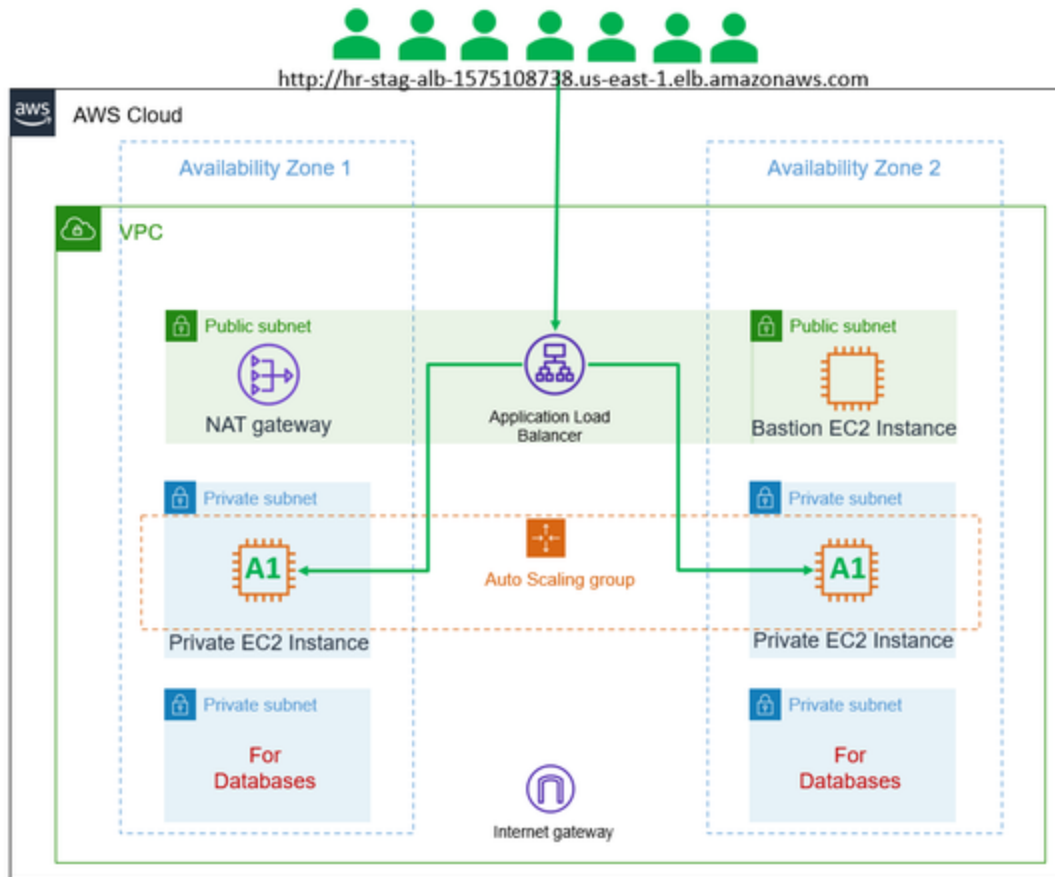 http://hr-stag-alb-1575108738.us-east-1.elb.amazonaws.com
aws
AWS Cloud
Availability Zone 1
Availability Zone 2
VPC
Public subnet
NAT gateway
Application Load
Balancer
Public subnet
Bastion EC2 Instance
Private subnet
A1
Private EC2 Instance
Auto Scaling group
Private subnet
A1
Private EC2 Instance
Private subnet
For
Databases
Internet gateway
Private subnet
For
Databases